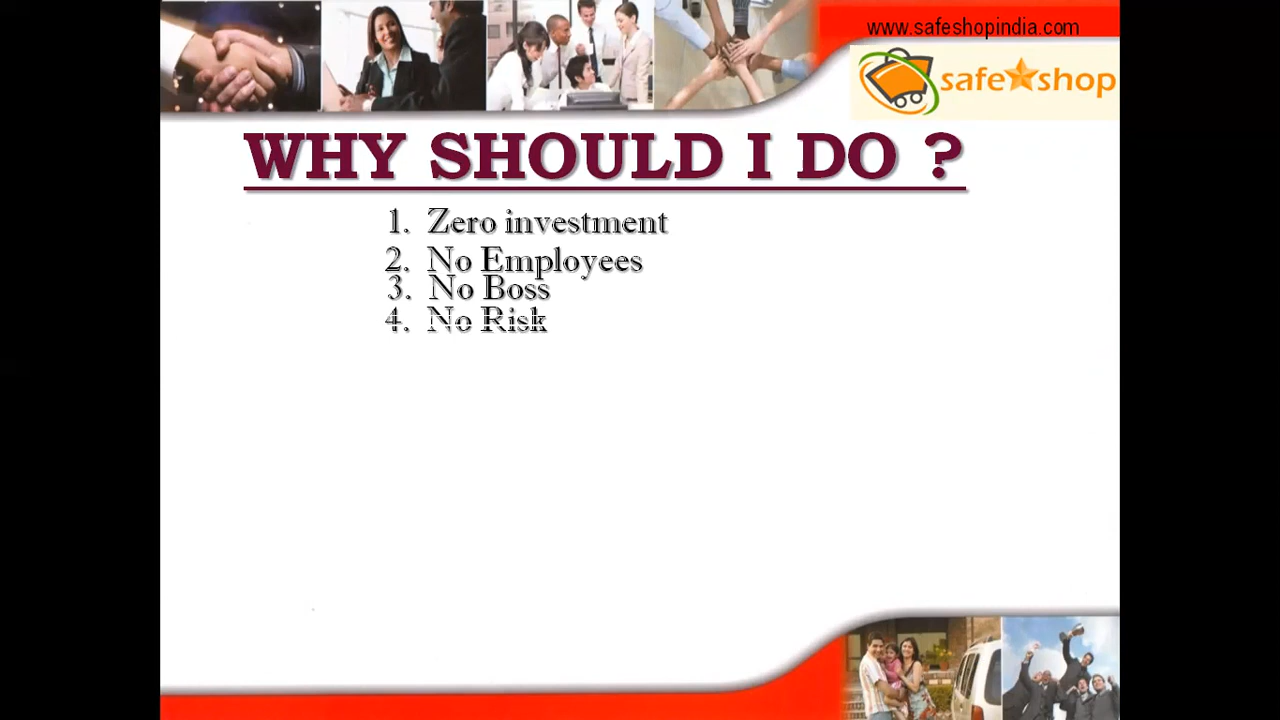 www.safeshopindia.com
safe shop
WHY SHOULD I DO ?
1. Zero investment
2. No Employees
3. No Boss
4. No Risk